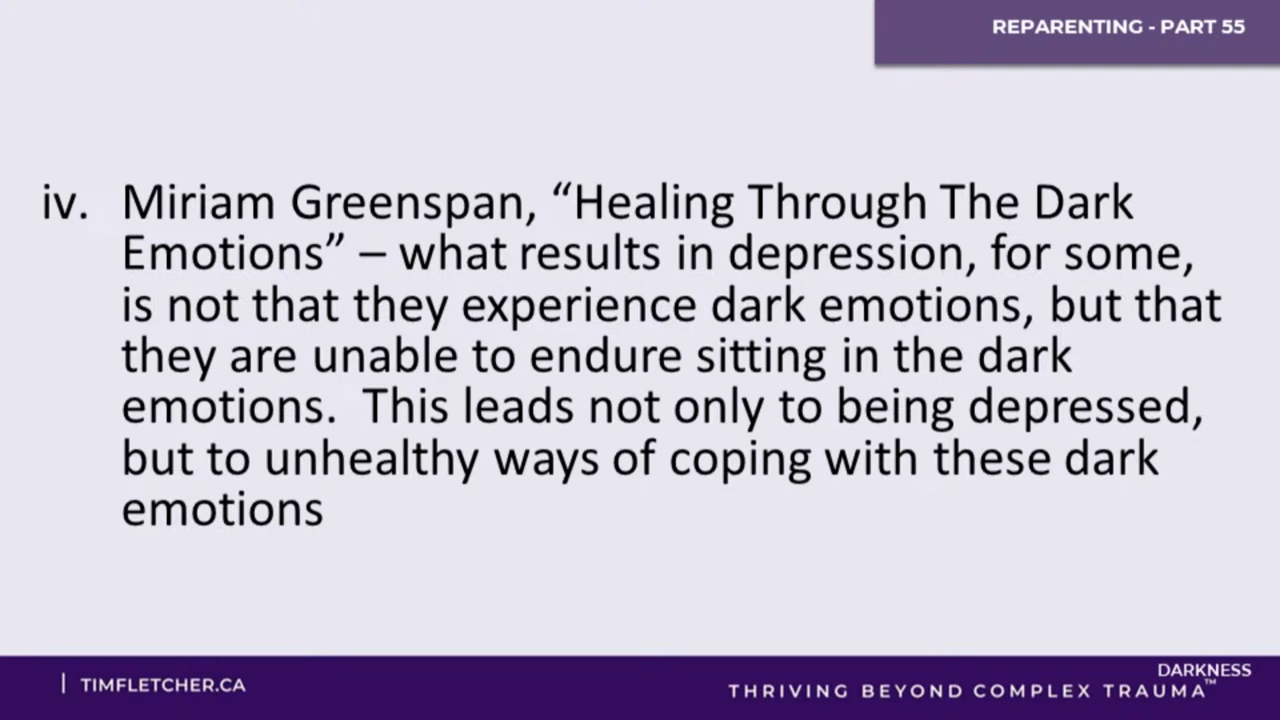 REPARENTING - PART 55
iv. Miriam Greenspan, “Healing Through The Dark
Emotions” – what results in depression, for some,
is not that they experience dark emotions, but that
they are unable to endure sitting in the dark
emotions.  This leads not only to being depressed,
but to unhealthy ways of coping with these dark
emotions
| TIMFLETCHER.CA
DARKNESS
THRIVING BEYOND COMPLEX TRAUMA™